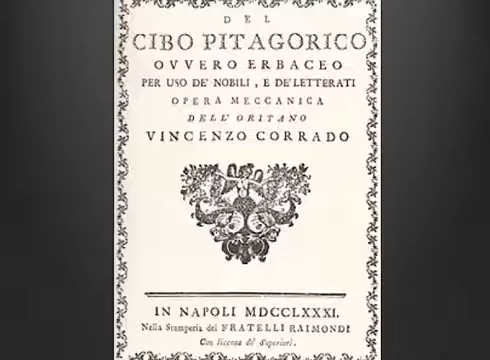 DEL
CIBO PITAGORICO
OVVERO ERBACEO
PER USO DE' NOBILI, E DE' LETTERATI
OPERA MECCANICA
DELL'ORITANO
VINCENZO CORRADO
IN NAPOLI MDCCLXXXI.
Nella Stamperia dei FRATELLI RAIMONDI
Con licenza de' Superiori.